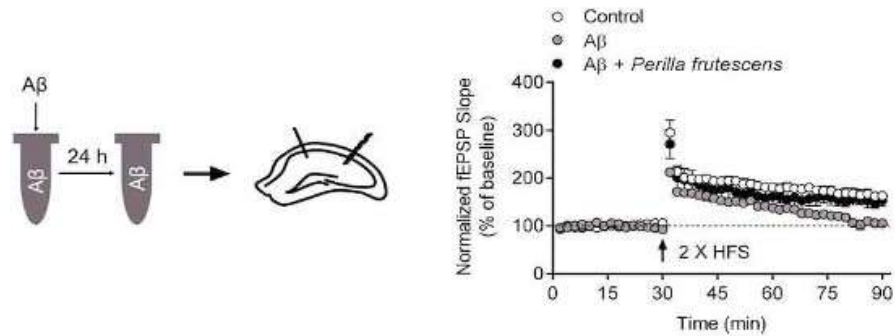 Aβ
Aβ
24 h
Aβ
Control
Aβ
Aβ + Perilla frutescens
Normalized fEPSP Slope
(% of baseline)
400
300
200
100
0
2 X HFS
0 15 30 45 60 75 90
Time (min)